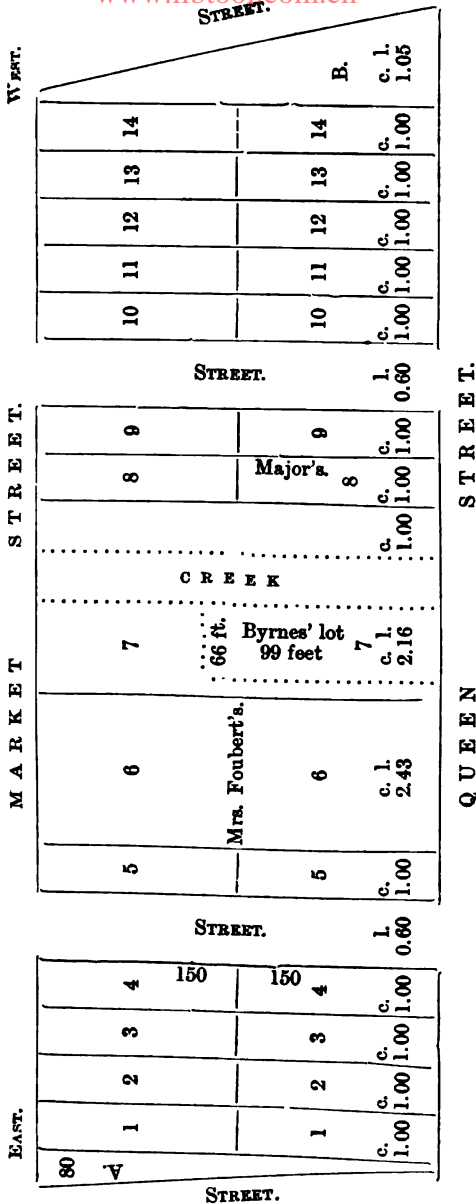 EAST. MARKET STREET. WEST.
80
A.
1 2 3 4 5 6 7 8 9 10 11 12 13 14
150
STREET.
STREET.
CREEK
STREET.
STREET.
66 ft.
Mrs. Foubert's.
Byrnes' lot
99 feet
Major's.
150
1 2 3 4 5 6 7 8 9 10 11 12 13 14 B.
c. c. c. c. l. c. c. l. c. l. c. c. c. l. c. c. c. c. c. c. l.
1.00 1.00 1.00 1.00 0.60 1.00 2.43 2.16 1.00 1.00 1.00 0.60 1.00 1.00 1.00 1.00 1.00 1.05
QUEEN STREET.